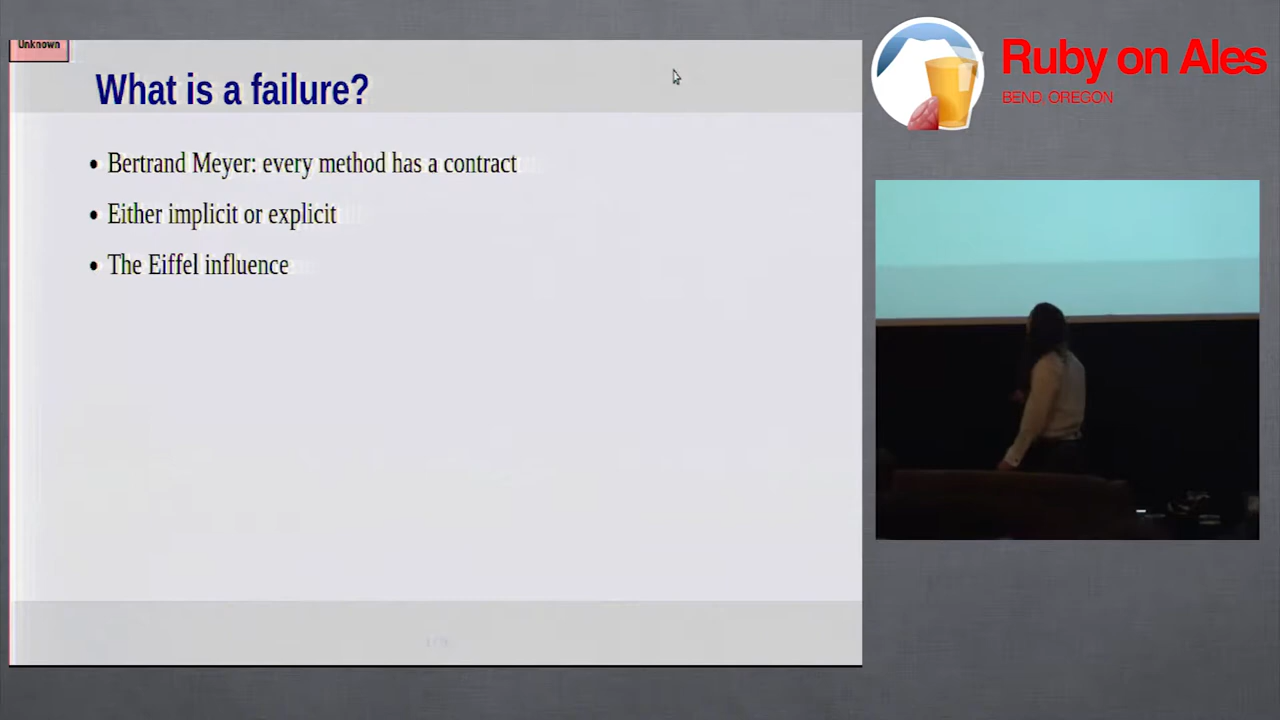 Unknown
What is a failure?
• Bertrand Meyer: every method has a contract
• Either implicit or explicit
• The Eiffel influence
Ruby on Ales
BEND OREGON